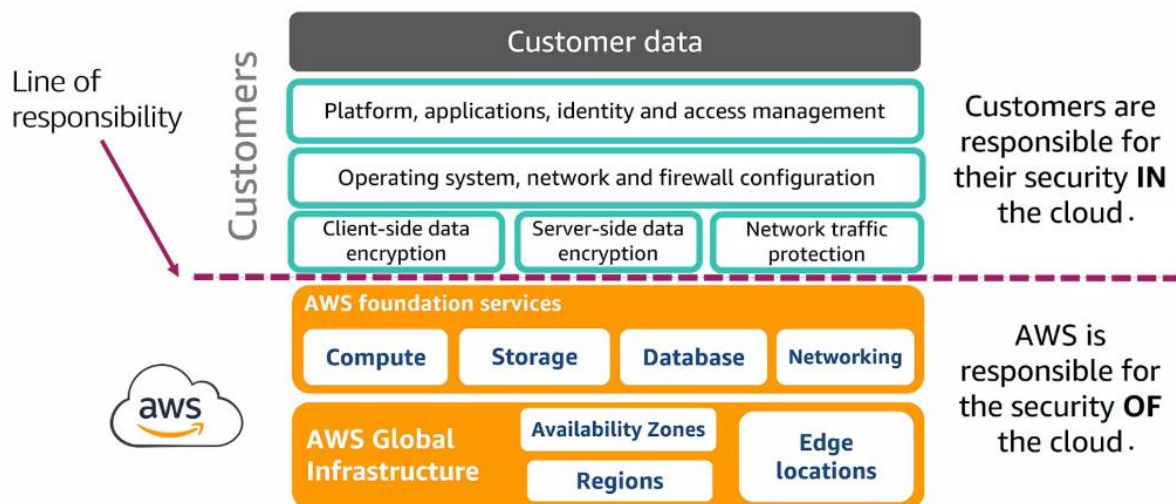 Customer data
Customers
Line of
responsibility
Platform, applications, identity and access management
Operating system, network and firewall configuration
Client-side data
encryption
Server-side data
encryption
Network traffic
protection
Customers are
responsible for
their security IN
the cloud.
AWS foundation services
Compute
Storage
Database
Networking
aws
AWS Global
Infrastructure
Availability Zones
Regions
Edge
locations
AWS is
responsible for
the security OF
the cloud.